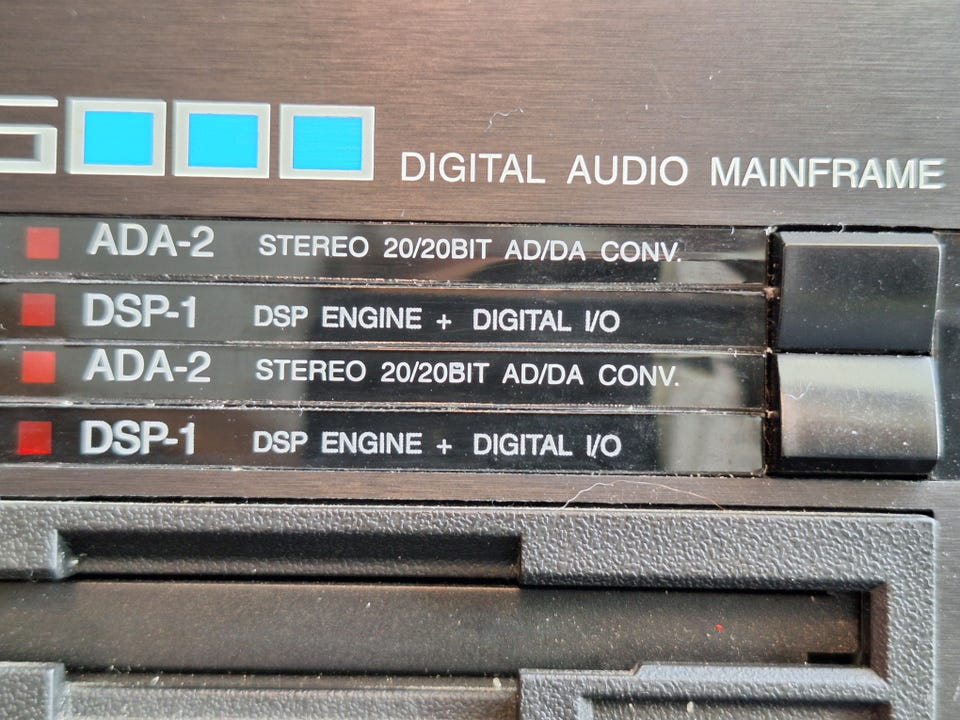 5000 DIGITAL AUDIO MAINFRAME
ADA-2 STEREO 20/20BIT AD/DA CONV.
DSP-1 DSP ENGINE + DIGITAL I/O
ADA-2 STEREO 20/20BIT AD/DA CONV.
DSP-1 DSP ENGINE + DIGITAL I/O